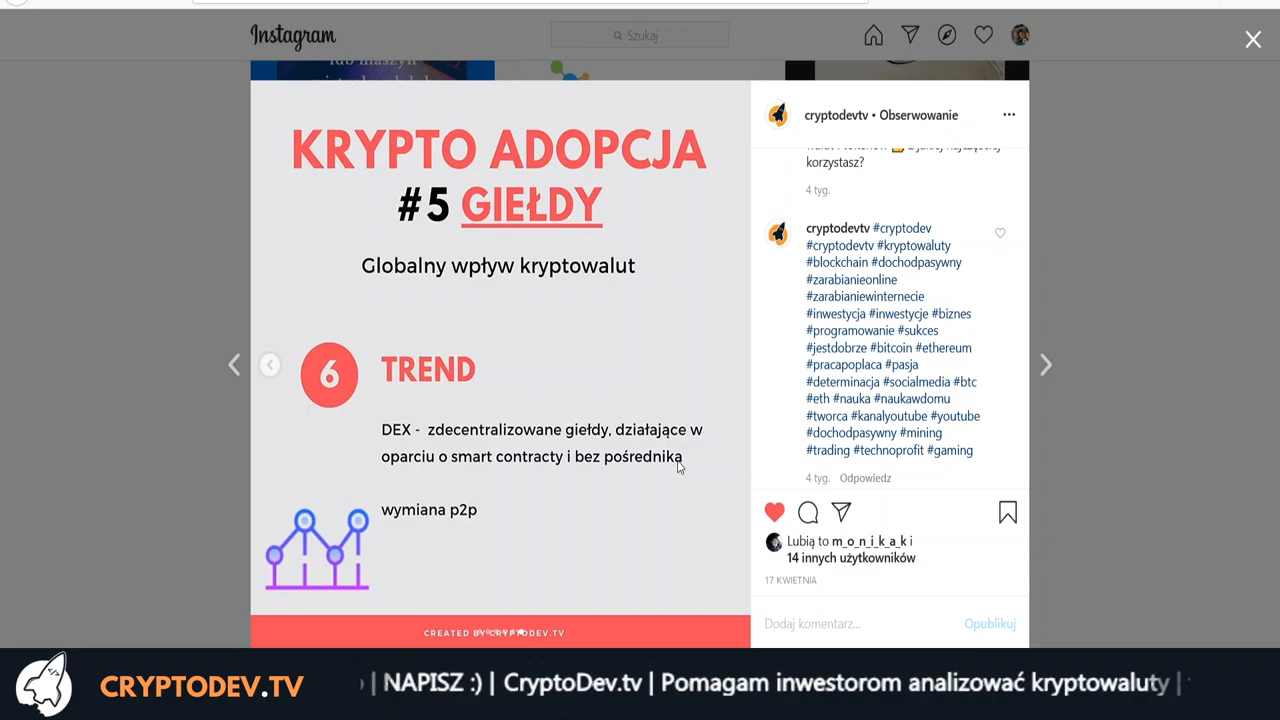 Instagram
Szukaj
KRYPTO ADOPCJA
#5 GIEŁDY
Globalny wpływ kryptowalut
6
TREND
DEX - zdecentralizowane giełdy, działające w
oparciu o smart contracty i bez pośrednika
wymiana p2p
CREATED BY CRYPTODEV.TV
cryptodevtv • Obserwowanie
korzystasz?
4 tyg.
cryptodevtv #cryptodev
#cryptodevtv #kryptowaluty
#blockchain #dochodpasywny
#zarabianieonline
#zarabianiewinternecie
#inwestycja #inwestycje #biznes
#programowanie #sukces
#jestdobrze #bitcoin #ethereum
#pracapoplaca #pasja
#determinacja #socialmedia #btc
#eth #nauka #naukawdomu
#tworca #kanalyoutube #youtube
#dochodpasywny #mining
#trading #technoprofit #gaming
4 tyg. Odpowiedz
Lubią to m_o_n_i_k_a_k i
14 innych użytkowników
17 KWIETNIA
Dodaj komentarz...
Opublikuj
CRYPTODEV.TV
| NAPISZ :) | CryptoDev.tv | Pomagam inwestorom analizować kryptowaluty |